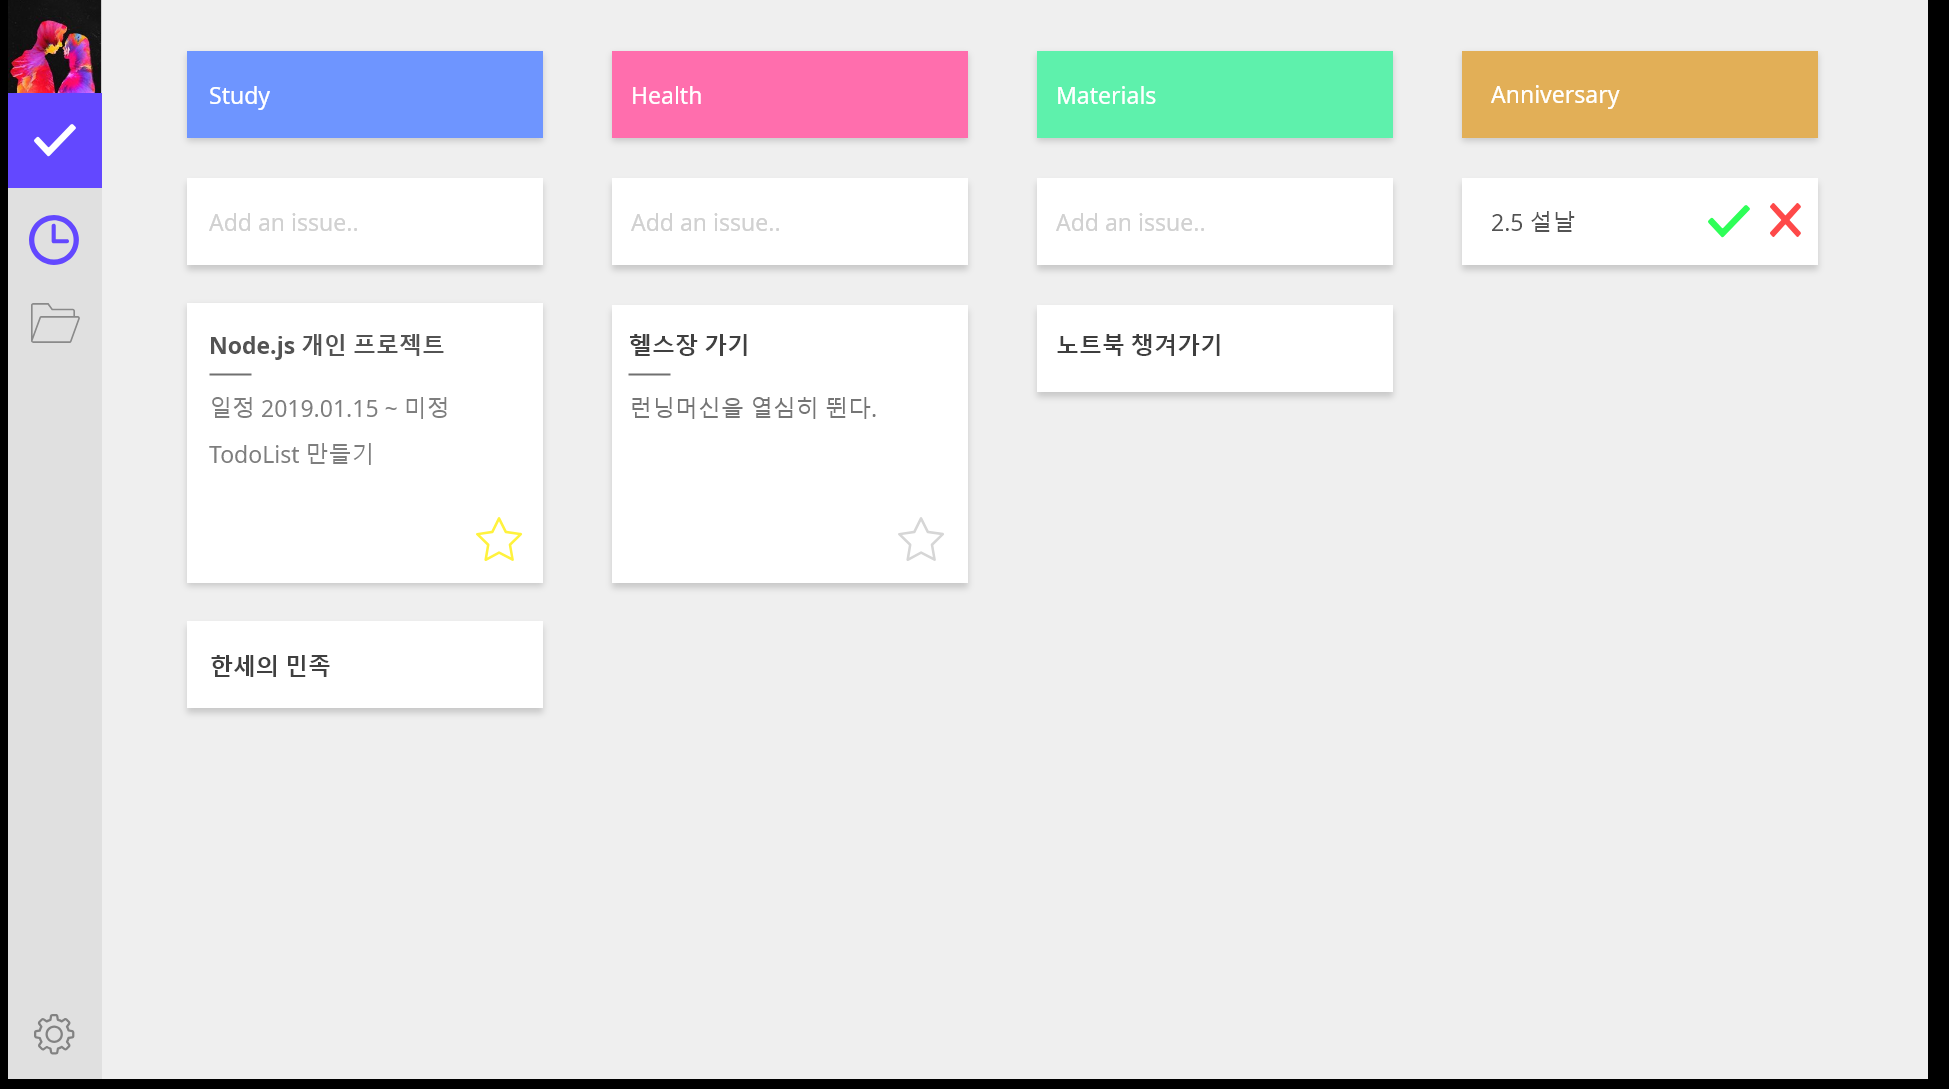 Study
Health
Materials
Anniversary
Add an issue..
Add an issue..
Add an issue..
2.5 설날
Node.js 개인 프로젝트
일정 2019.01.15 ~ 미정
TodoList 만들기
헬스장 가기
런닝머신을 열심히 뛴다.
노트북 챙겨가기
한세의 민족